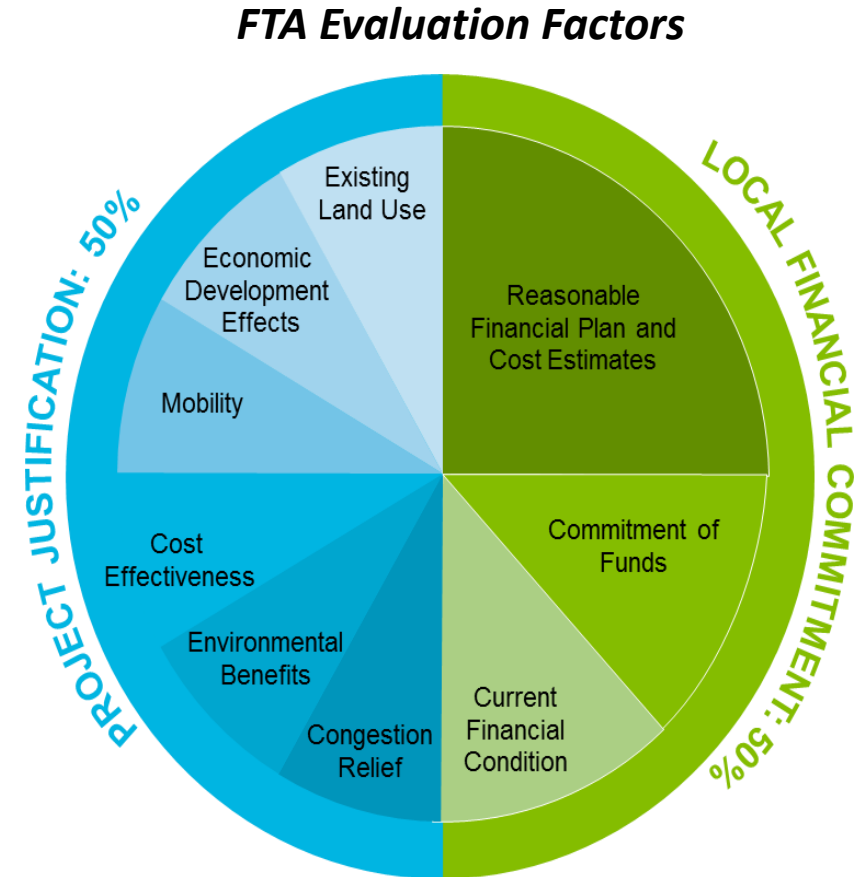 FTA Evaluation Factors
PROJECT JUSTIFICATION: 50%
LOCAL FINANCIAL COMMITMENT: 50%
Existing
Land Use
Economic
Development
Effects
Mobility
Cost
Effectiveness
Environmental
Benefits
Congestion
Relief
Reasonable
Financial Plan and
Cost Estimates
Commitment of
Funds
Current
Financial
Condition